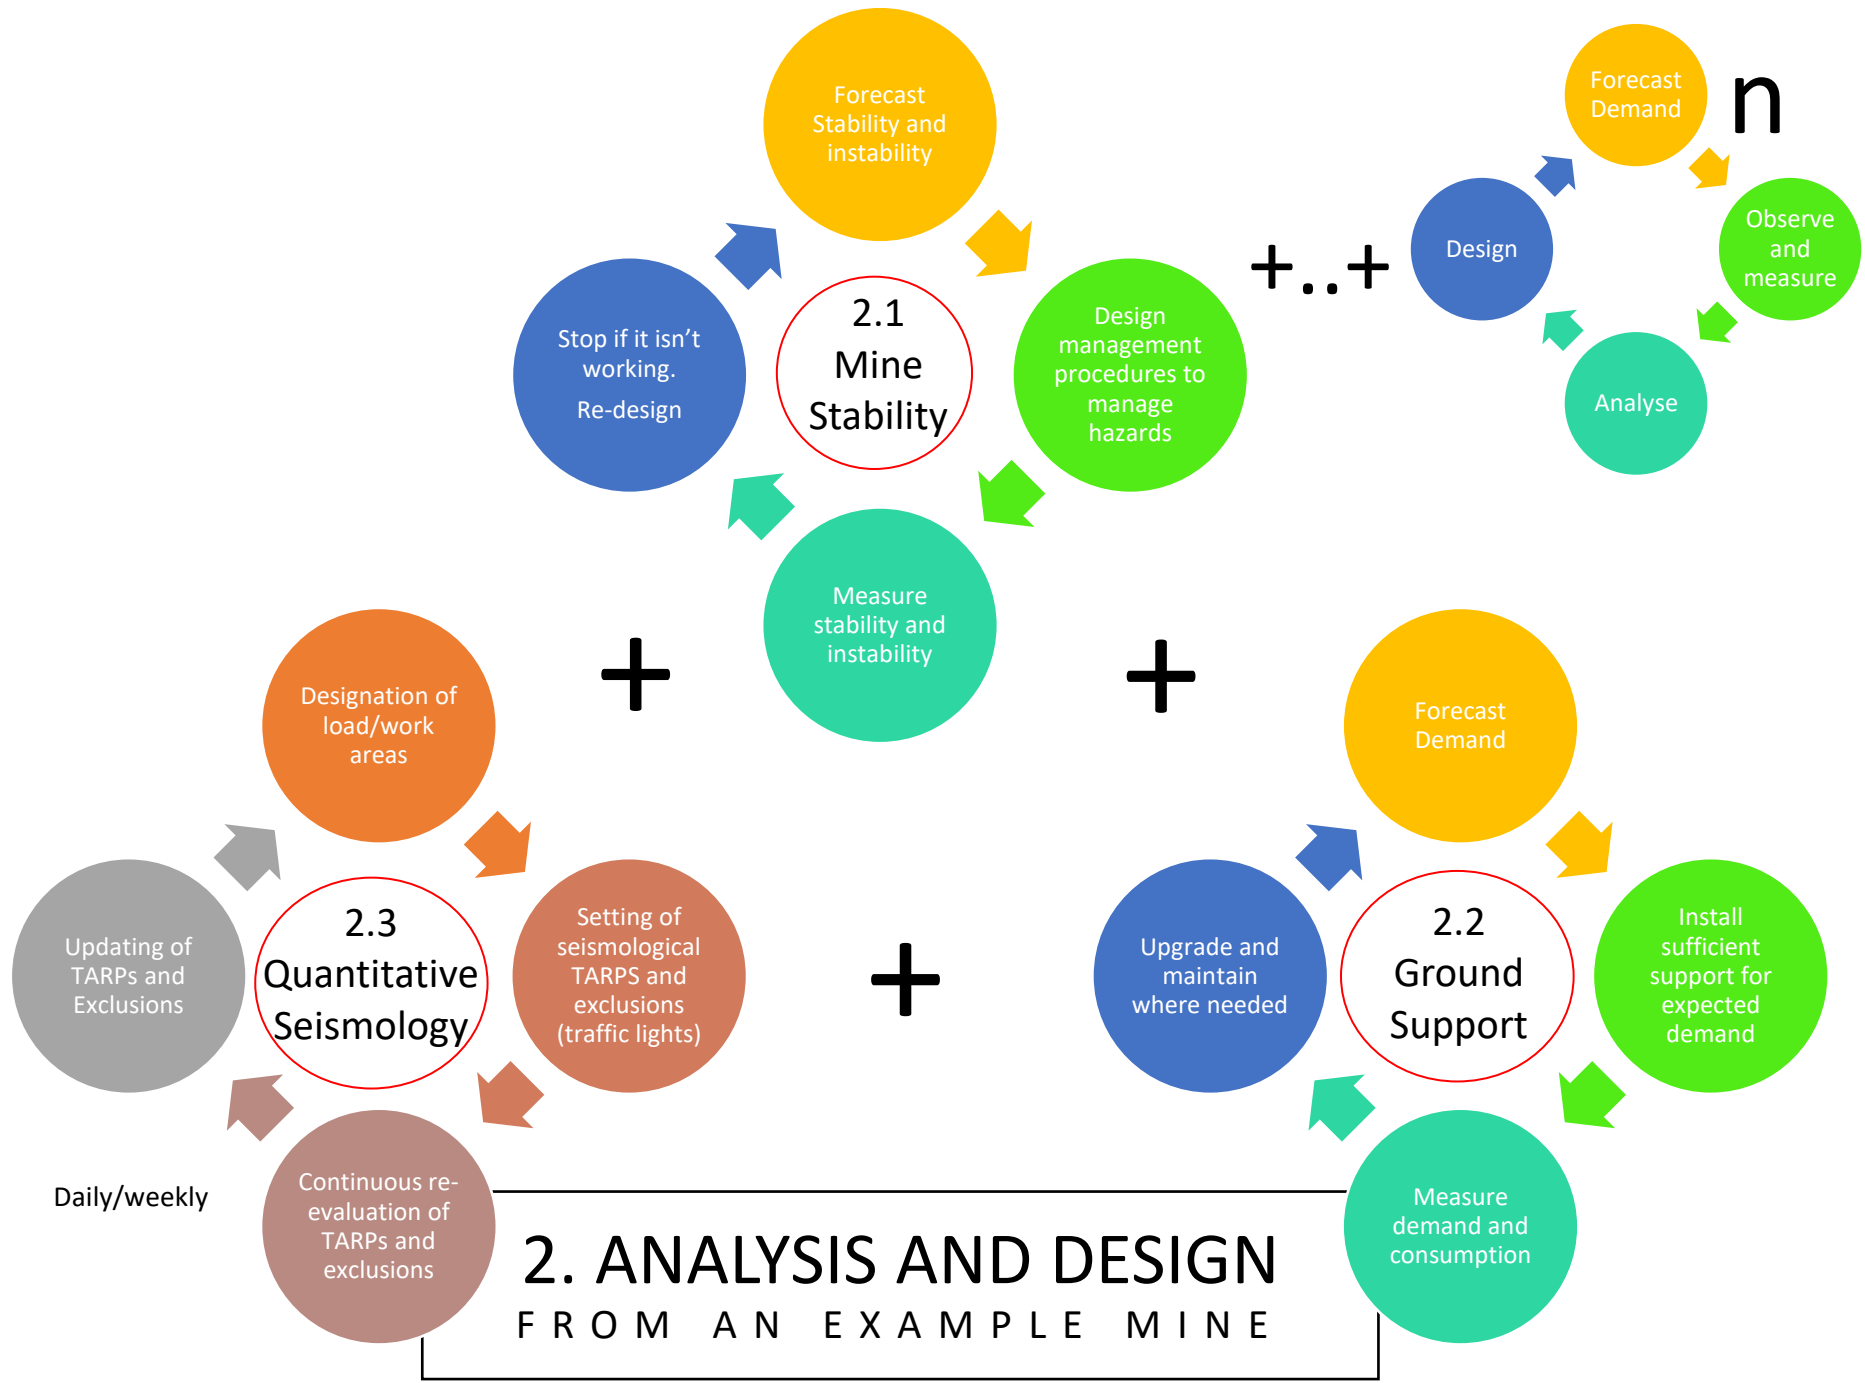 Forecast
Stability and
instability
Design
management
procedures to
manage
hazards
Measure
stability and
instability
Stop if it isn’t
working.
Re-design
2.1
Mine
Stability
+..+
Forecast
Demand
n
Observe
and
measure
Analyse
Design
+
+
Designation of
load/work
areas
Setting of
seismological
TARPS and
exclusions
(traffic lights)
Continuous re-
evaluation of
TARPs and
exclusions
Updating of
TARPs and
Exclusions
2.3
Quantitative
Seismology
Daily/weekly
+
Forecast
Demand
Install
sufficient
support for
expected
demand
Measure
demand and
consumption
Upgrade and
maintain
where needed
2.2
Ground
Support
2. ANALYSIS AND DESIGN
FROM AN EXAMPLE MINE